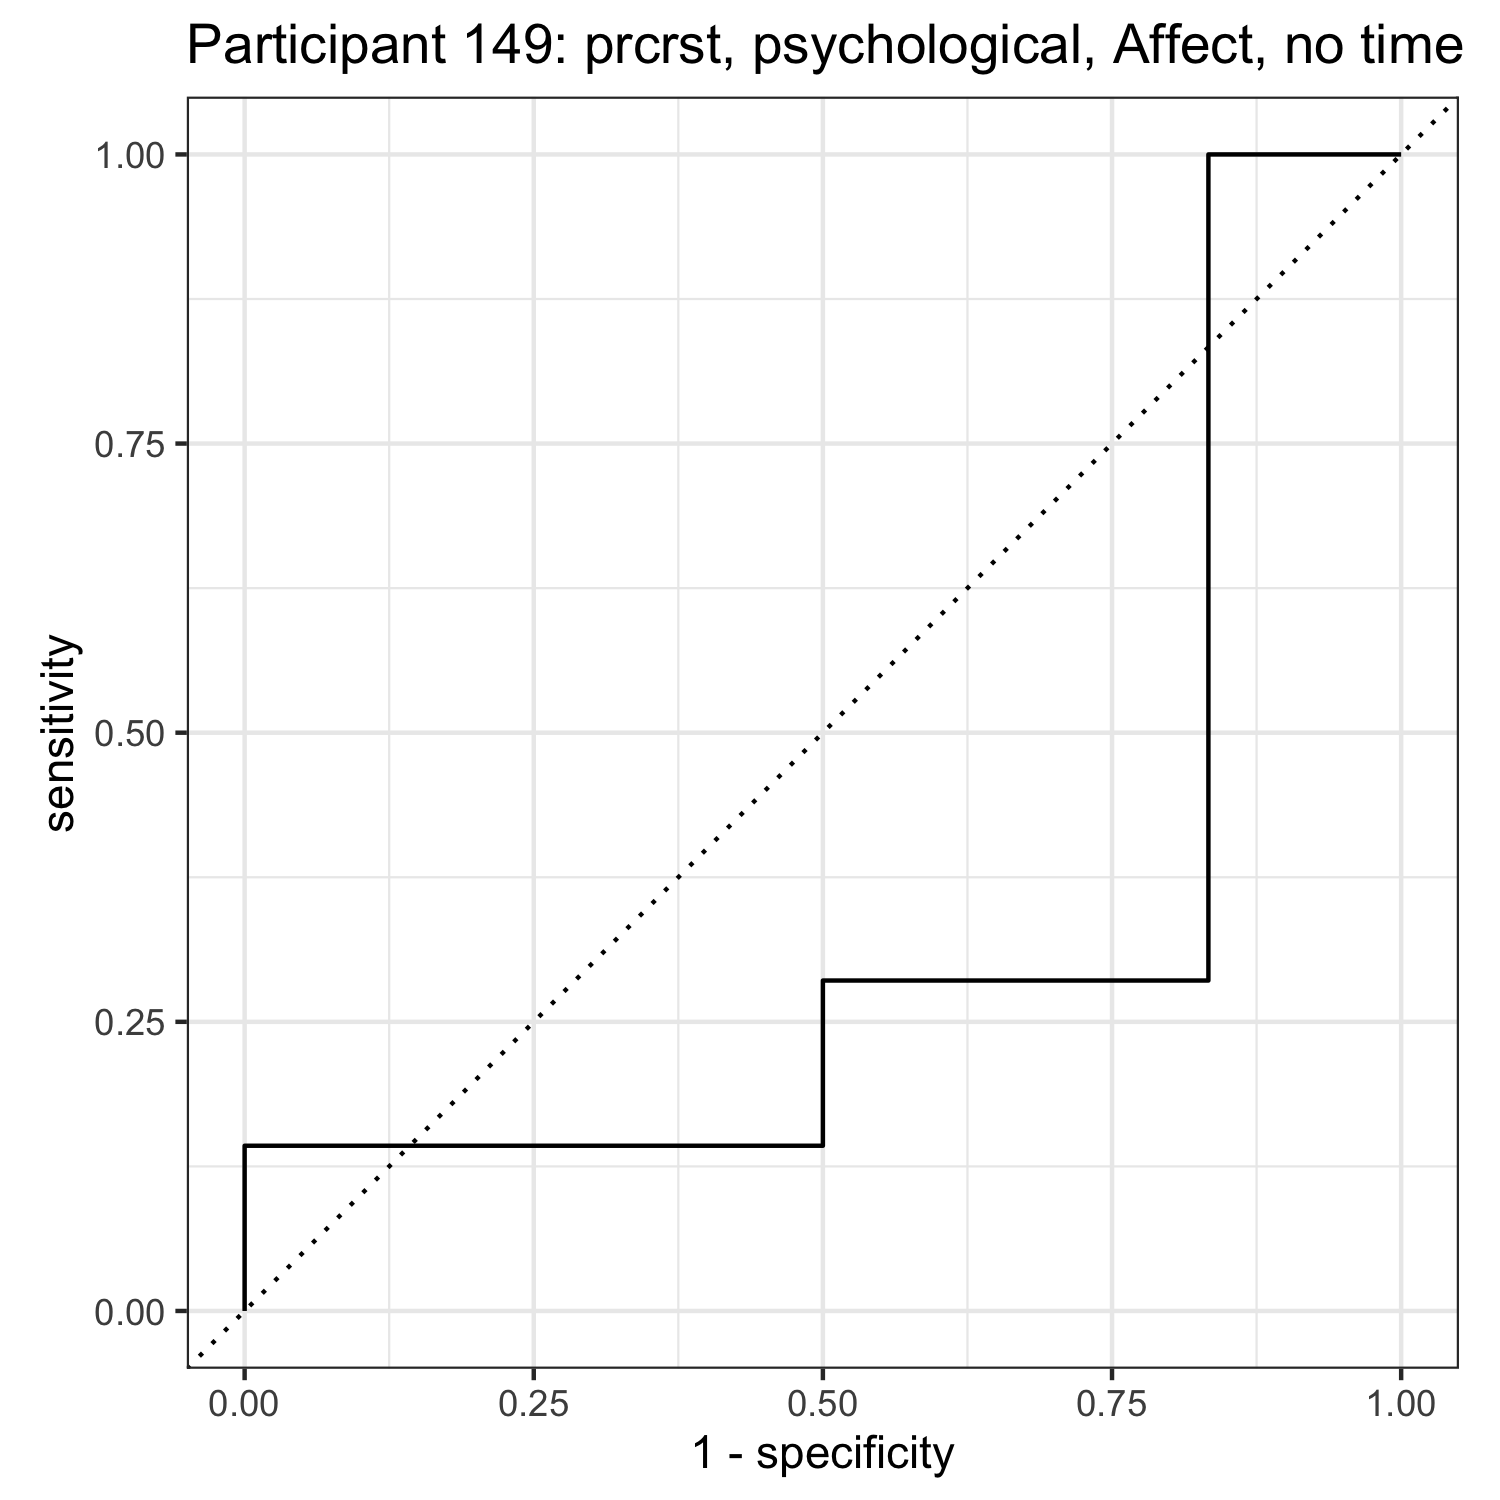 Participant 149: prcrst, psychological, Affect, no time
1.00
0.75
0.50
0.25
0.00
sensitivity
0.00 0.25 0.50 0.75 1.00
1 - specificity